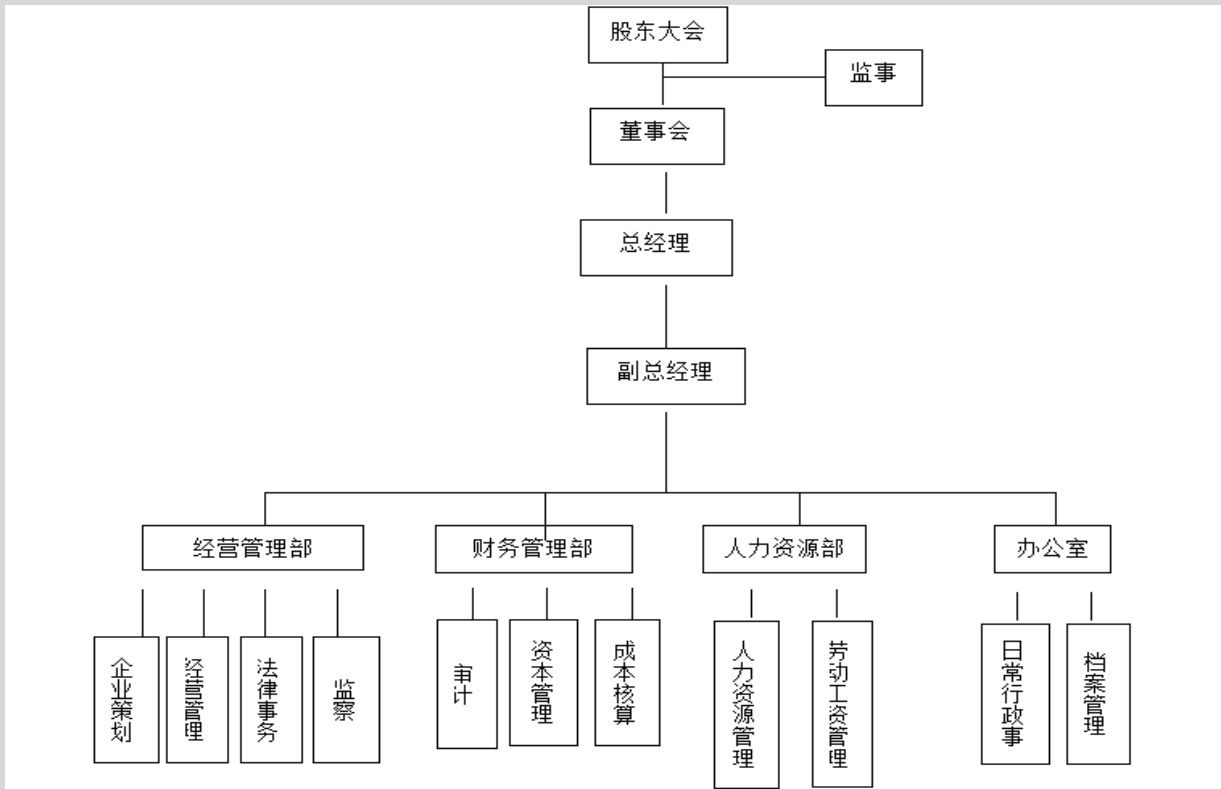 股东大会
监事
董事会
总经理
副总经理
经营管理部
财务管理部
人力资源部
办公室
企业策划
经营管理
法律事务
监察
审计
资本管理
成本核算
人力资源管理
劳动工资管理
日常行政事
档案管理